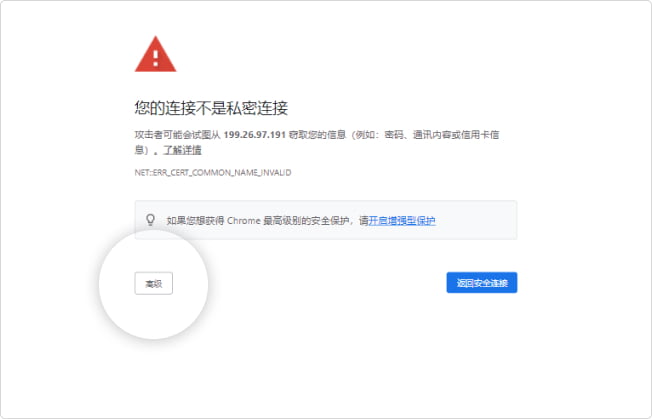 您的连接不是私密连接
攻击者可能会试图从 199.26.97.191 窃取您的信息（例如：密码、通讯内容或信用卡信
息）。了解详情
NET::ERR_CERT_COMMON_NAME_INVALID
如果您想获得 Chrome 最高级别的安全保护，请开启增强型保护
高级
返回安全连接